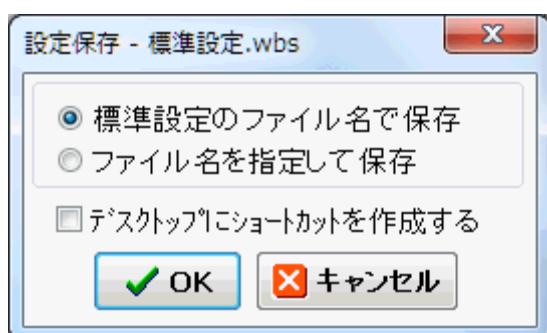 設定保存 - 標準設定.wbs
標準設定のファイル名で保存
ファイル名を指定して保存
ﾃﾞｽｸﾄｯﾌﾟにｼｮｰﾄｶｯﾄを作成する
OK キャンセル